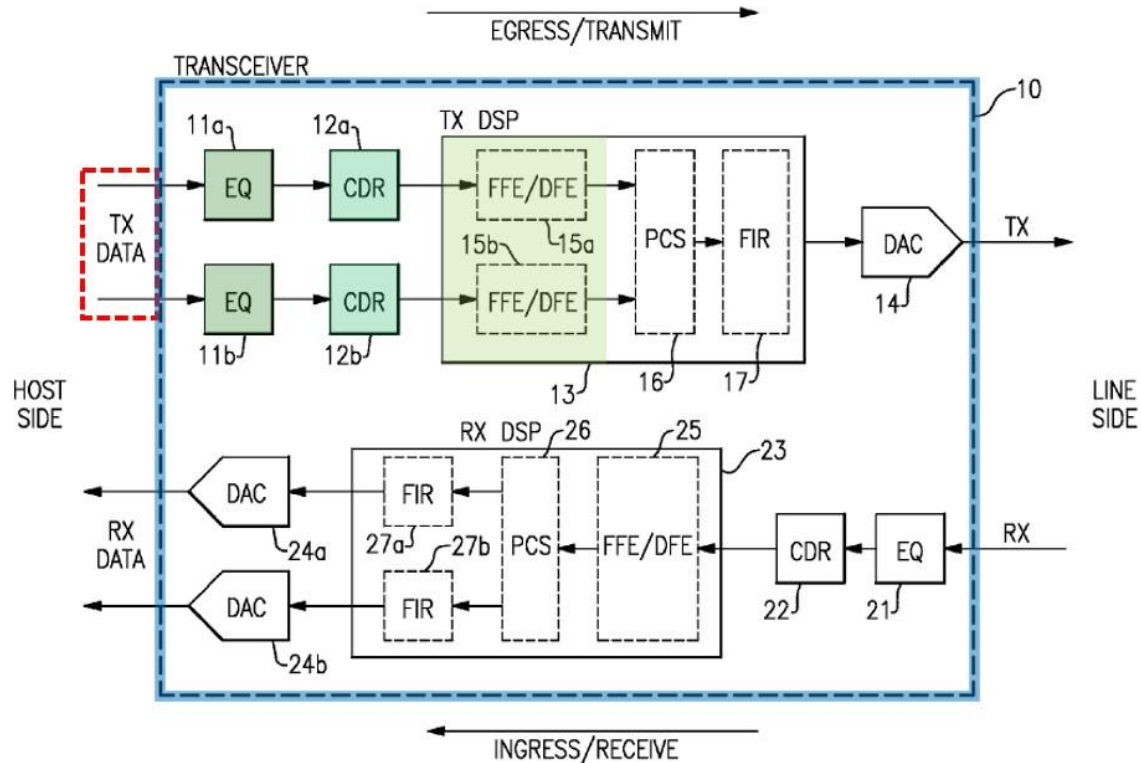 EGRESS/TRANSMIT
TRANSCEIVER
10
11a
12a
TX DSP
EQ
CDR
FFE/DFE
15a
TX
DATA
PCS
FIR
DAC
TX
14
15b
EQ
CDR
FFE/DFE
11b
12b
13
16
17
HOST
SIDE
LINE
SIDE
RX DSP
26
25
23
DAC
FIR
24a
27a
RX
DATA
27b
PCS
FFE/DFE
CDR
EQ
RX
22
21
DAC
FIR
24b
INGRESS/RECEIVE